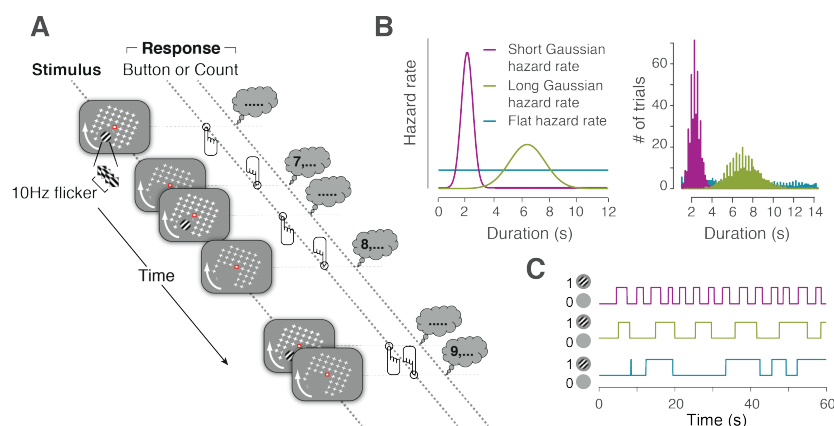 A
Response
Stimulus
Button or Count
.....
7,...
.....
10Hz flicker
8,...
Time
.....
9,...
B
Hazard rate
Short Gaussian
hazard rate
Long Gaussian
hazard rate
Flat hazard rate
0 2 4 6 8 10 12
Duration (s)
# of trials
60
40
20
0
2 4 6 8 10 12 14
Duration (s)
C
1
0
1
0
1
0
0 20 40 60
Time (s)